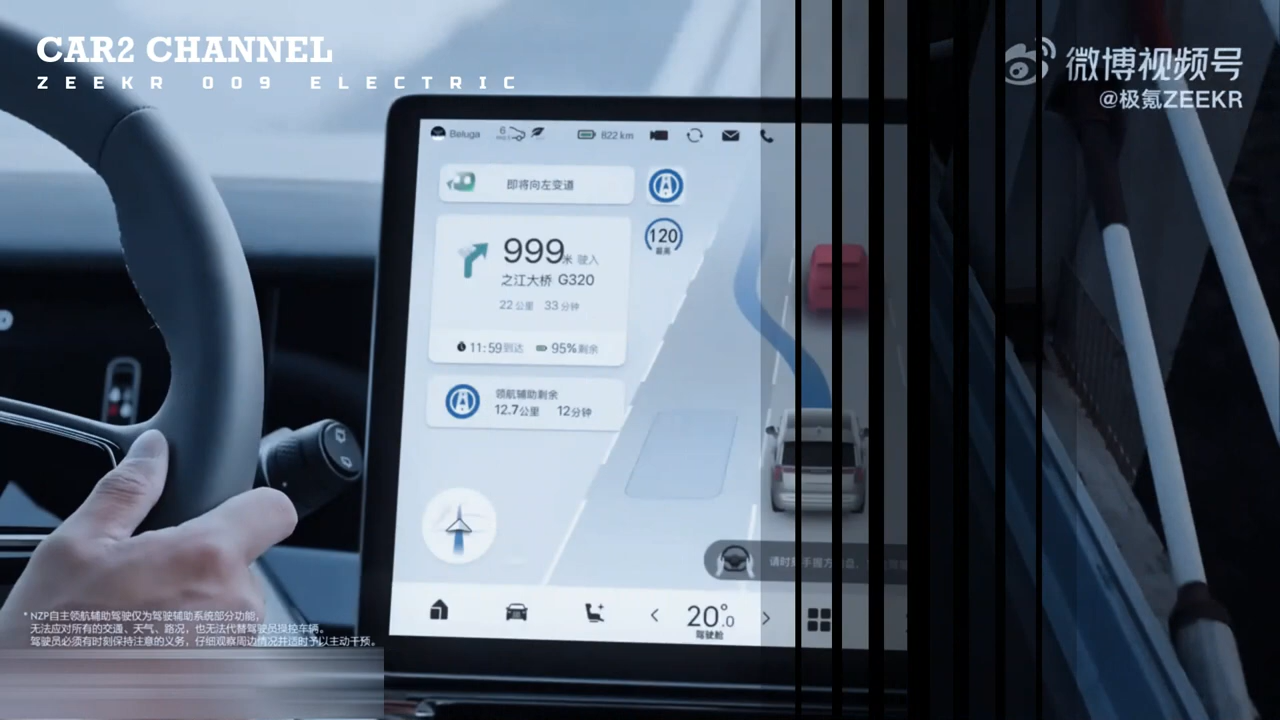 CAR2 CHANNEL
ZEEKR 009 ELECTRIC
微博视频号
@极氪ZEEKR
Beluga
822 km
即将向左变道
999米 驶入
120
最高
之江大桥 G320
22公里 33分钟
11:59到达 95%剩余
领航辅助剩余
12.7公里 12分钟
20°.0
驾驶舱
* NZP自主领航辅助驾驶仅为驾驶辅助系统部分功能,
无法应对所有的交通、天气、路况, 也无法代替驾驶员操控车辆。
驾驶员必须有时刻保持注意的义务, 仔细观察周边情况并适时予以主动干预。